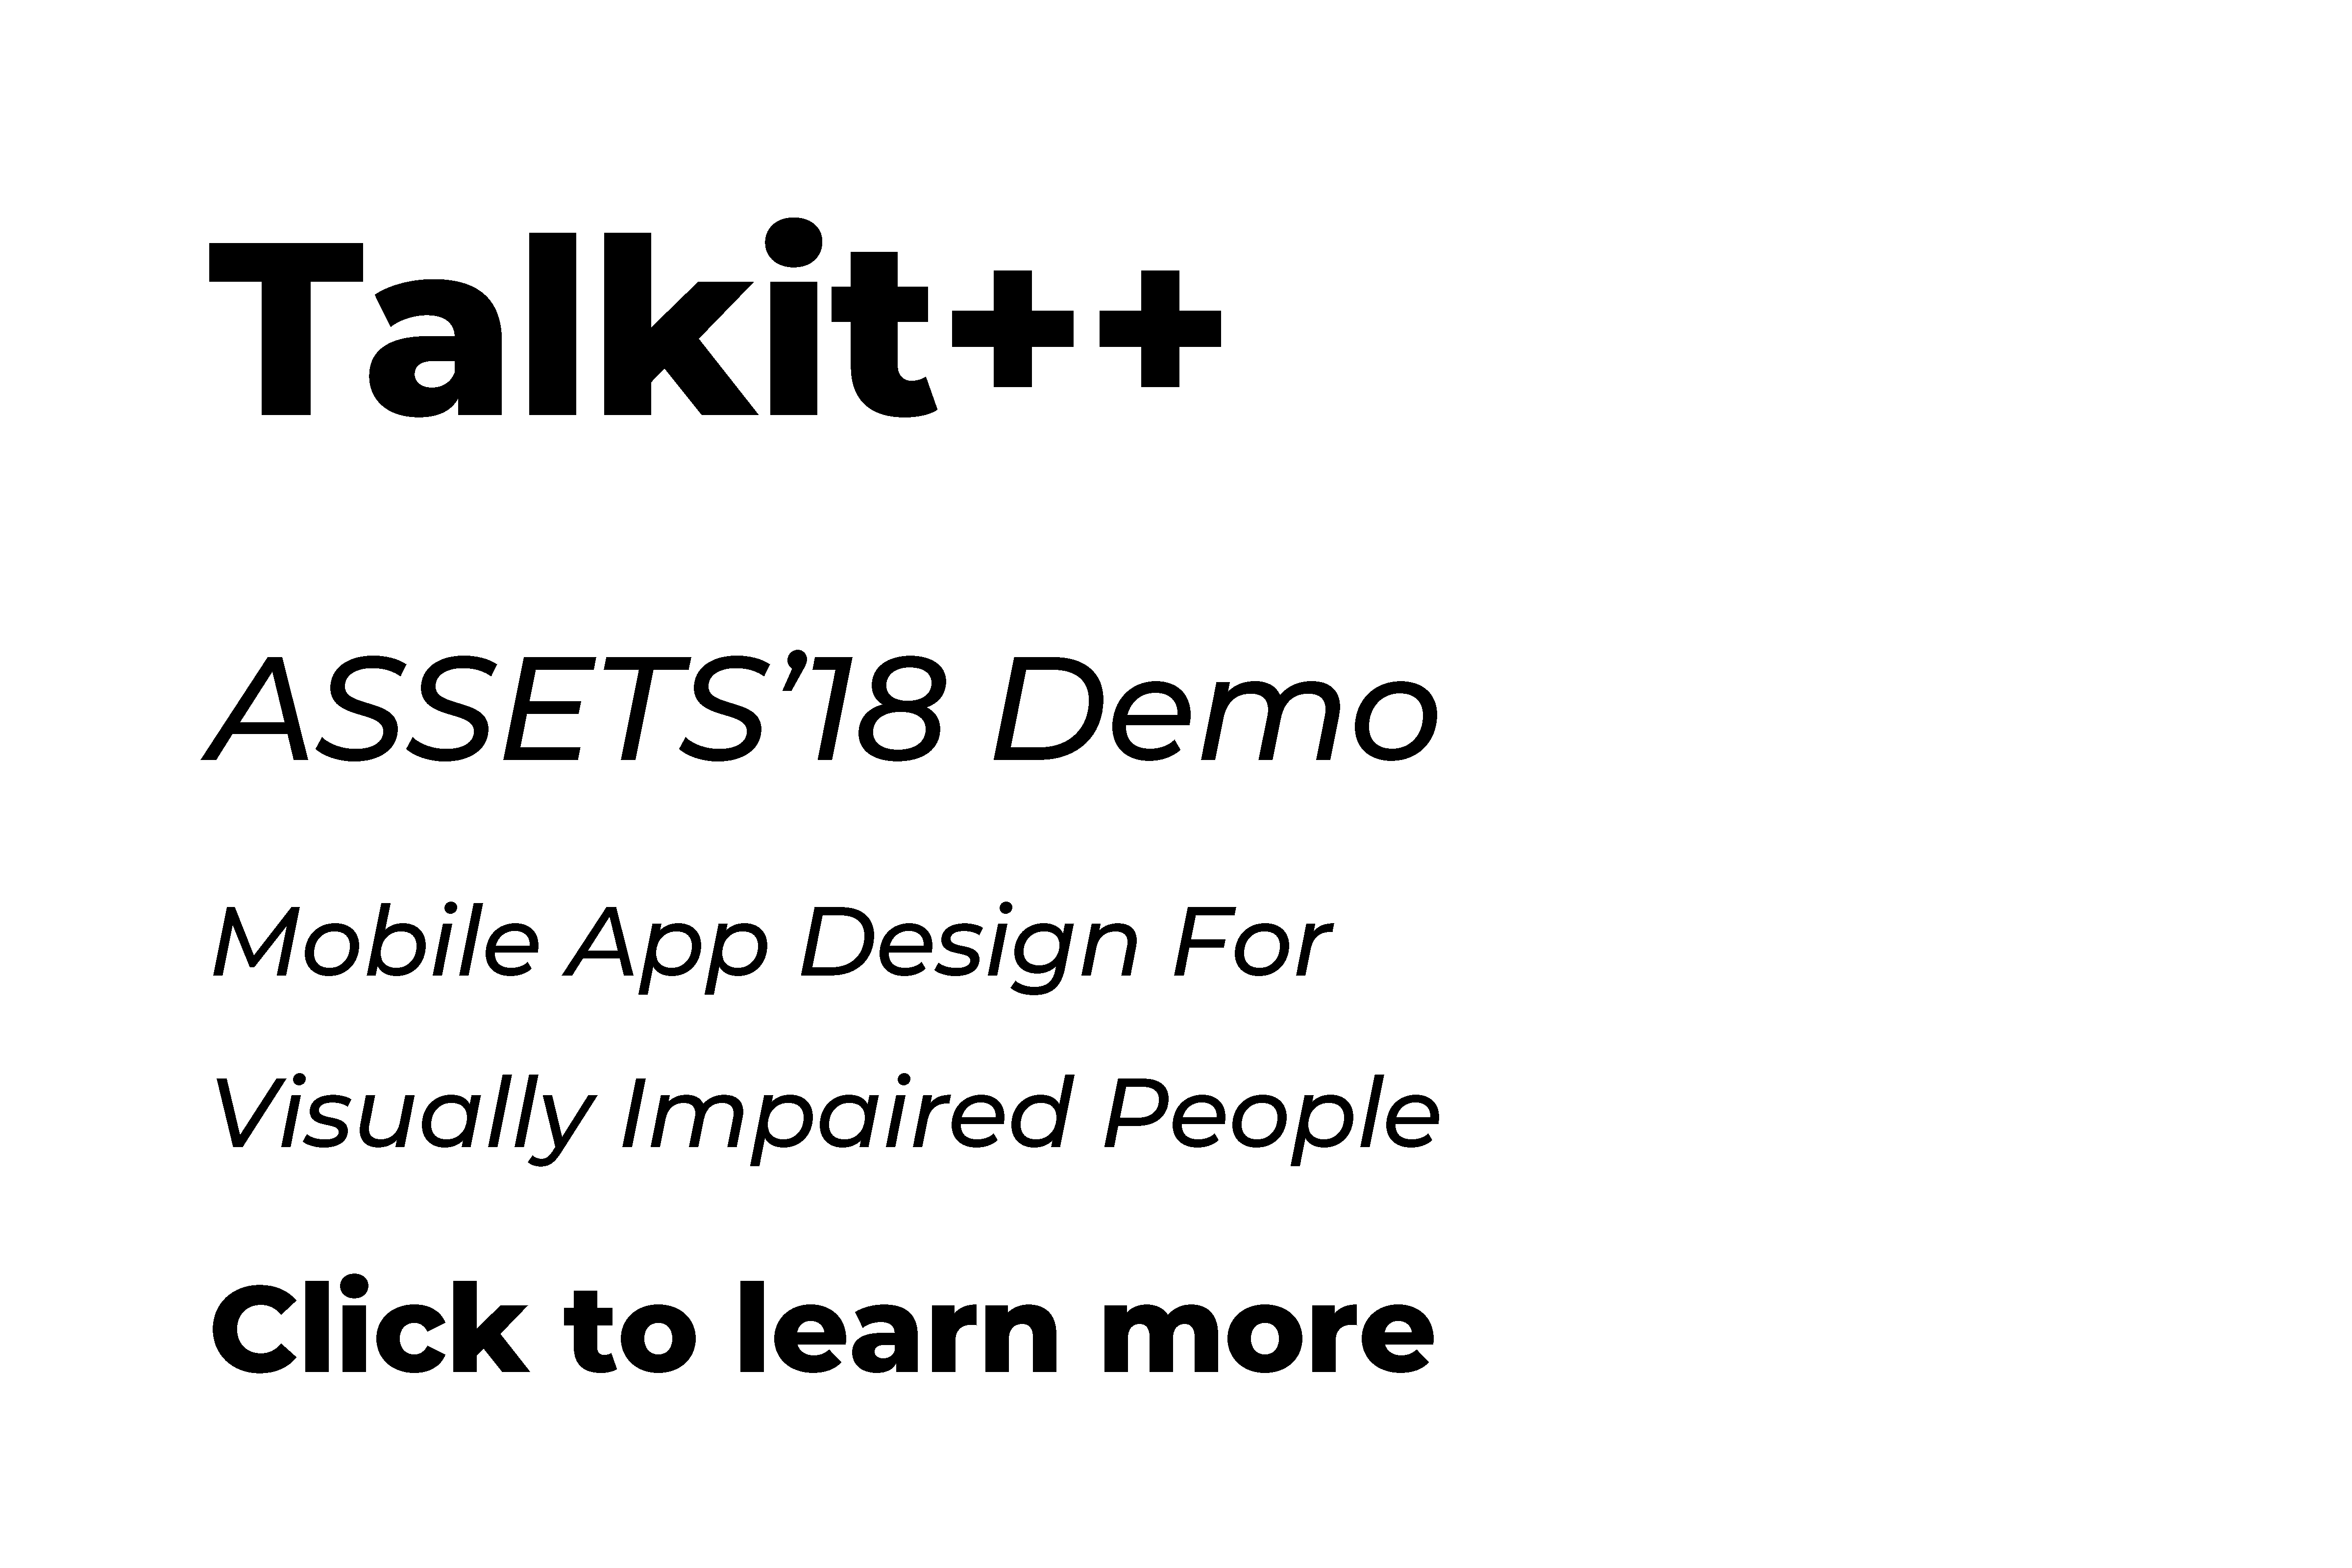 Talkit++
ASSETS’18 Demo
Mobile App Design For
Visually Impaired People
Click to learn more